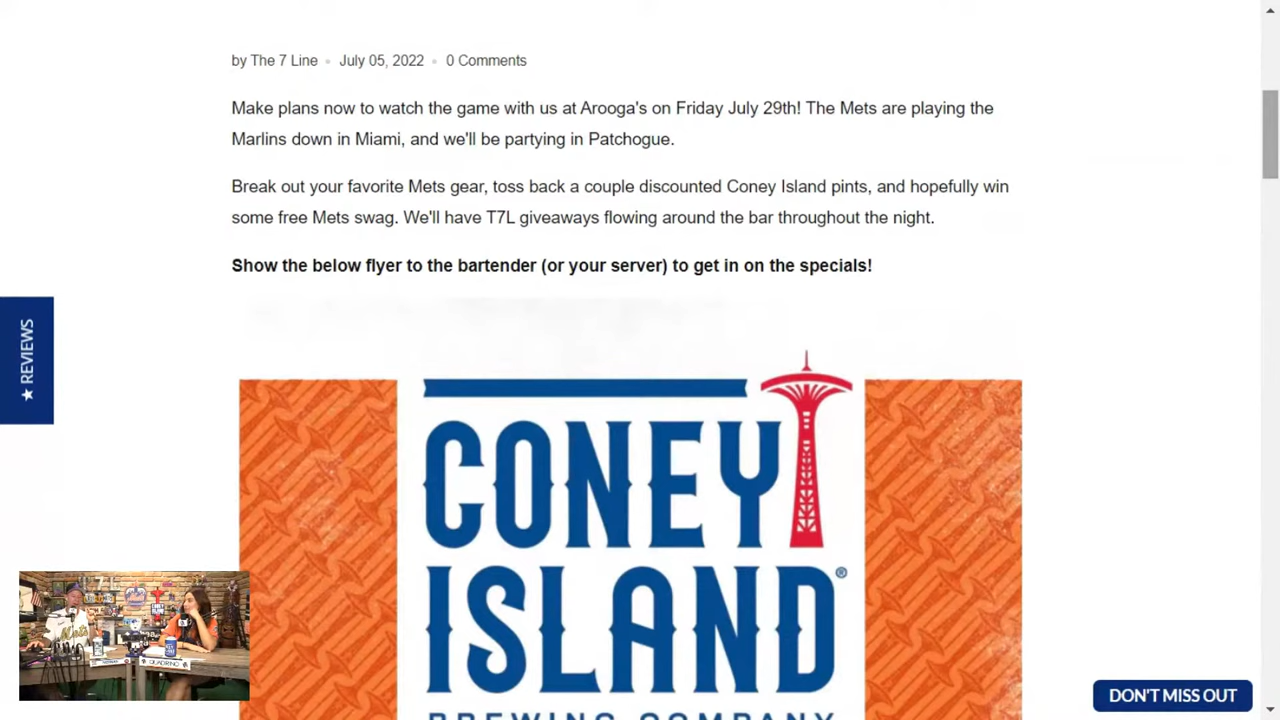 by The 7 Line • July 05, 2022 • 0 Comments
Make plans now to watch the game with us at Arooga's on Friday July 29th! The Mets are playing the
Marlins down in Miami, and we'll be partying in Patchogue.
Break out your favorite Mets gear, toss back a couple discounted Coney Island pints, and hopefully win
some free Mets swag. We'll have T7L giveaways flowing around the bar throughout the night.
Show the below flyer to the bartender (or your server) to get in on the specials!
★ REVIEWS
CONEY
ISLAND®
BREWING COMPANY
Mets
QUADRINO
DON'T MISS OUT